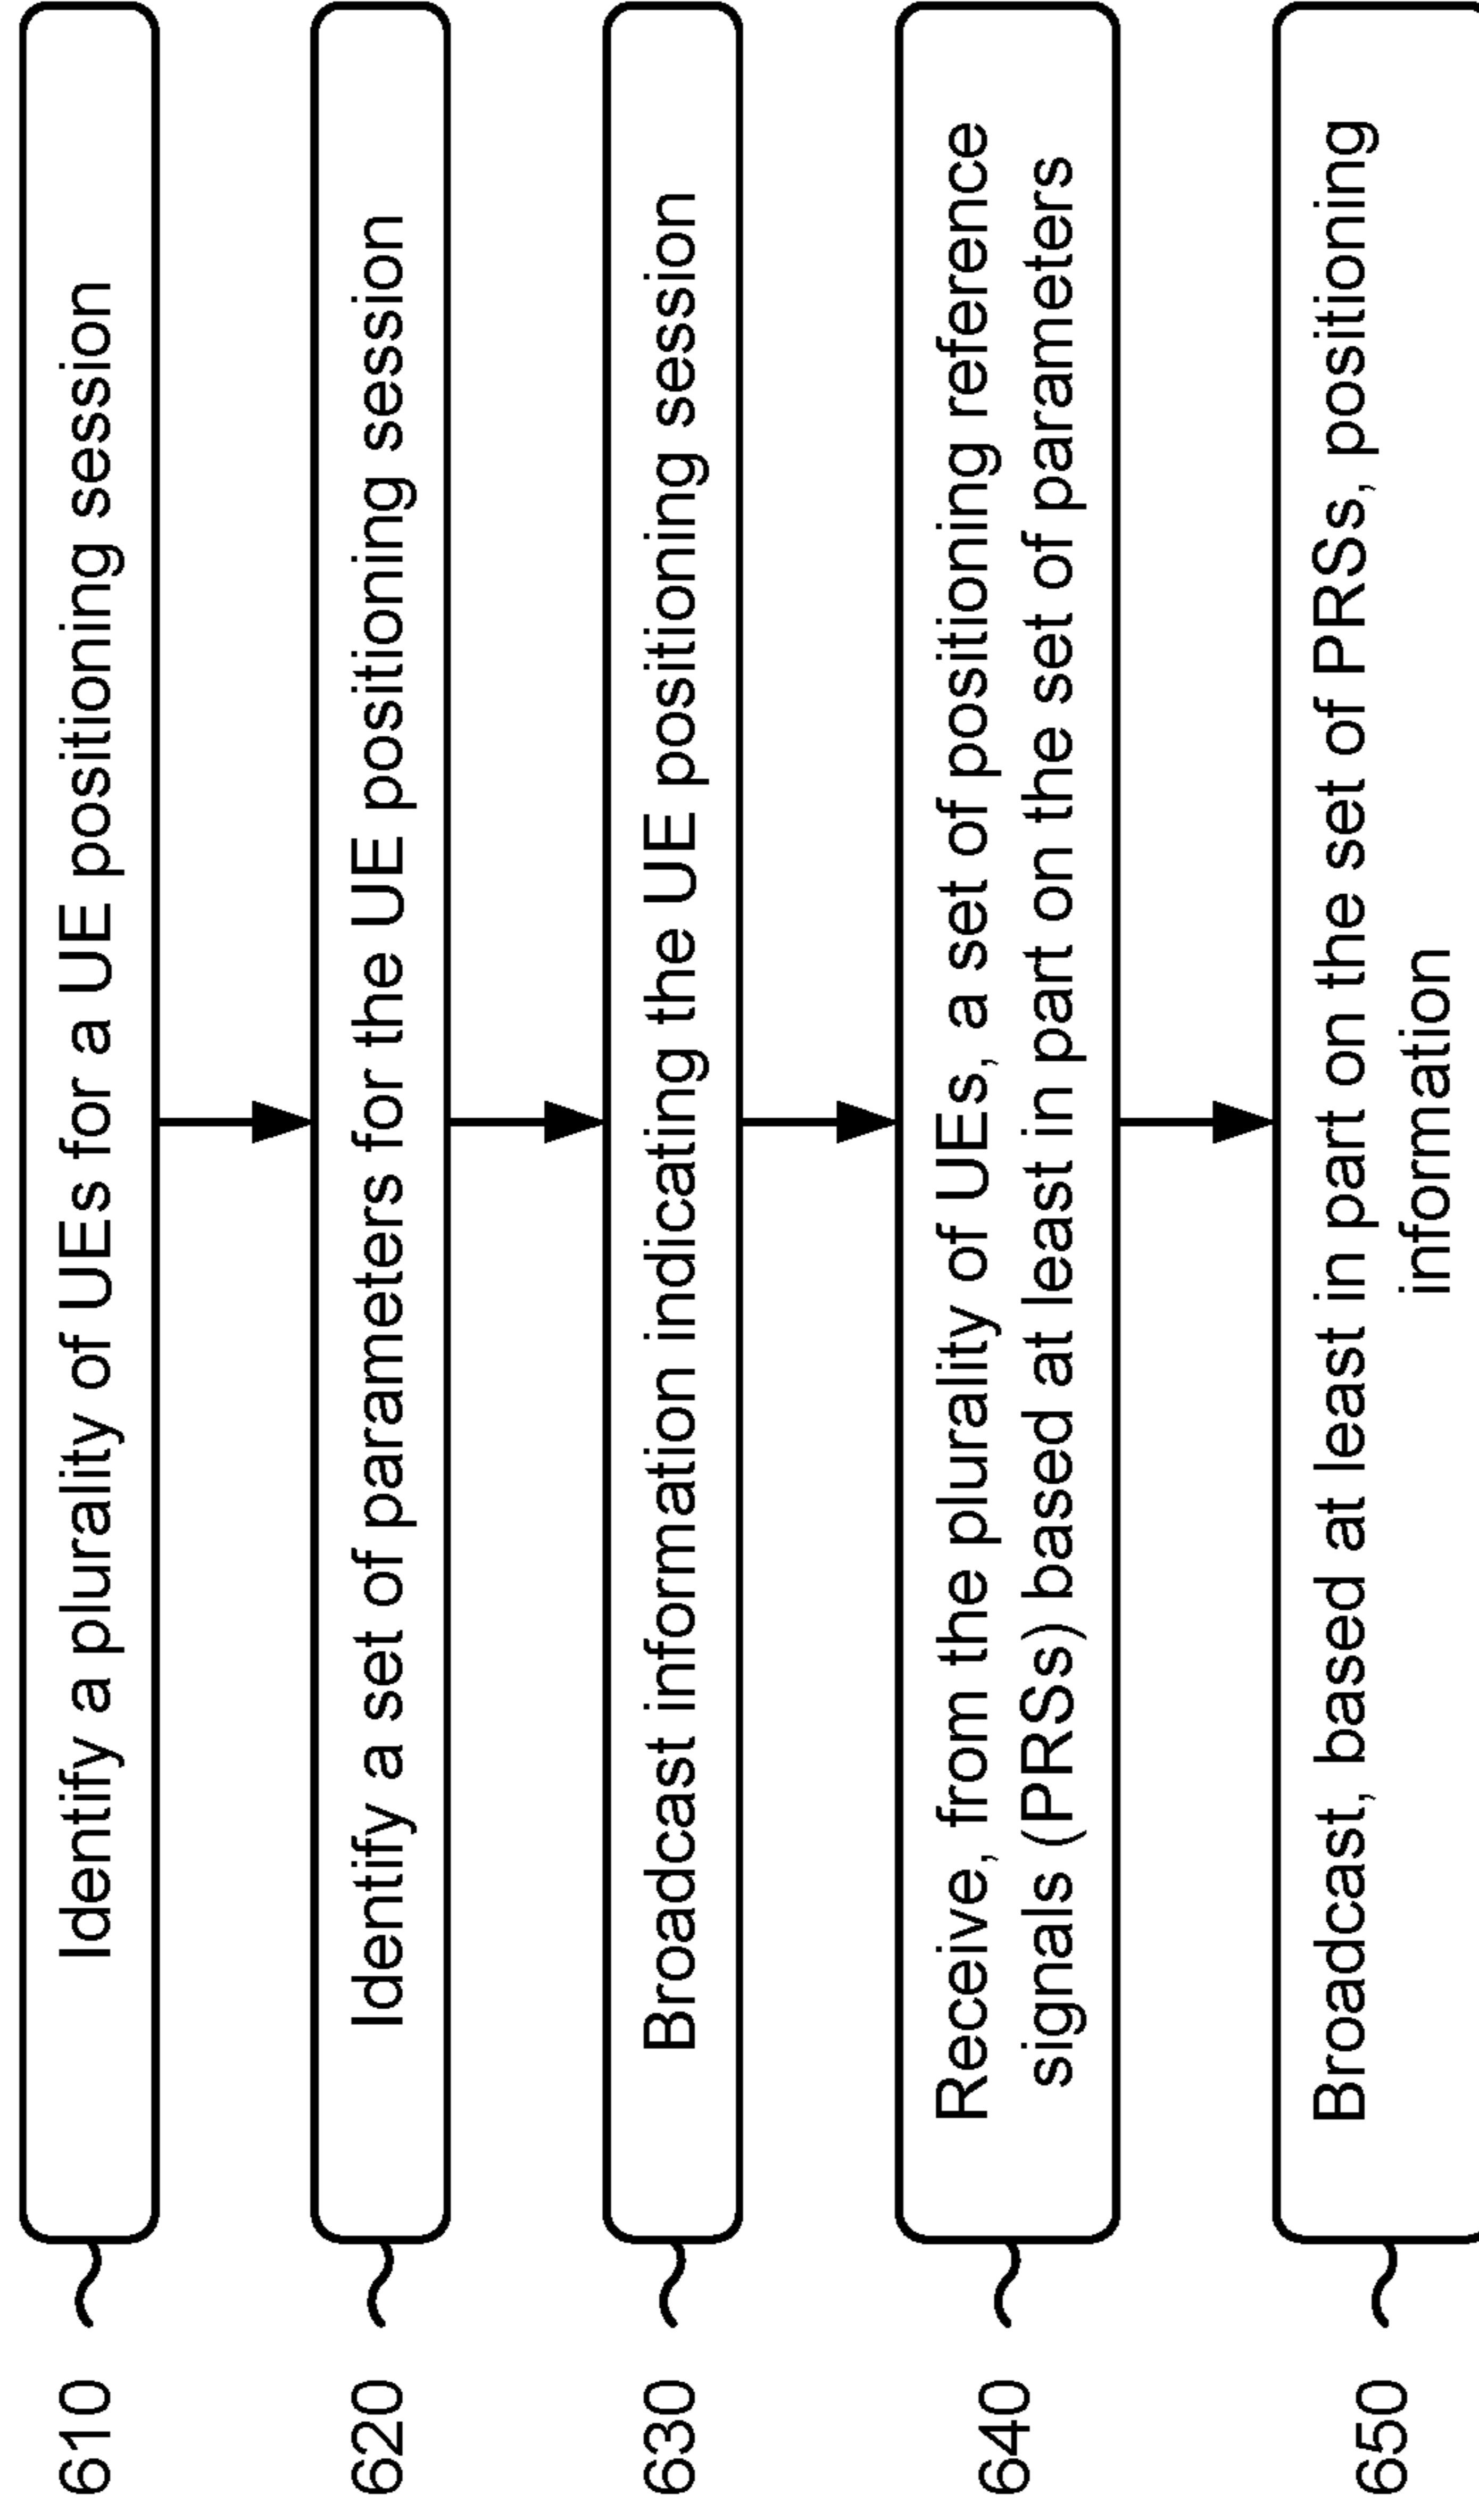 610
Identify a plurality of UEs for a UE positioning session
620
Identify a set of parameters for the UE positioning session
630
Broadcast information indicating the UE positioning session
640
Receive, from the plurality of UEs, a set of positioning reference
signals (PRSs) based at least in part on the set of parameters
650
Broadcast, based at least in part on the set of PRSs, positioning
information